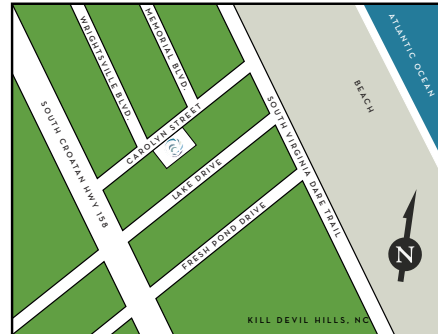 WRIGHTSVILLE BLVD.
MEMORIAL BLVD.
ATLANTIC OCEAN
BEACH
CAROLYN STREET
SOUTH CROATAN HWY 158
LAKE DRIVE
SOUTH VIRGINIA DARE TRAIL
FRESH POND DRIVE
N
KILL DEVIL HILLS, NC